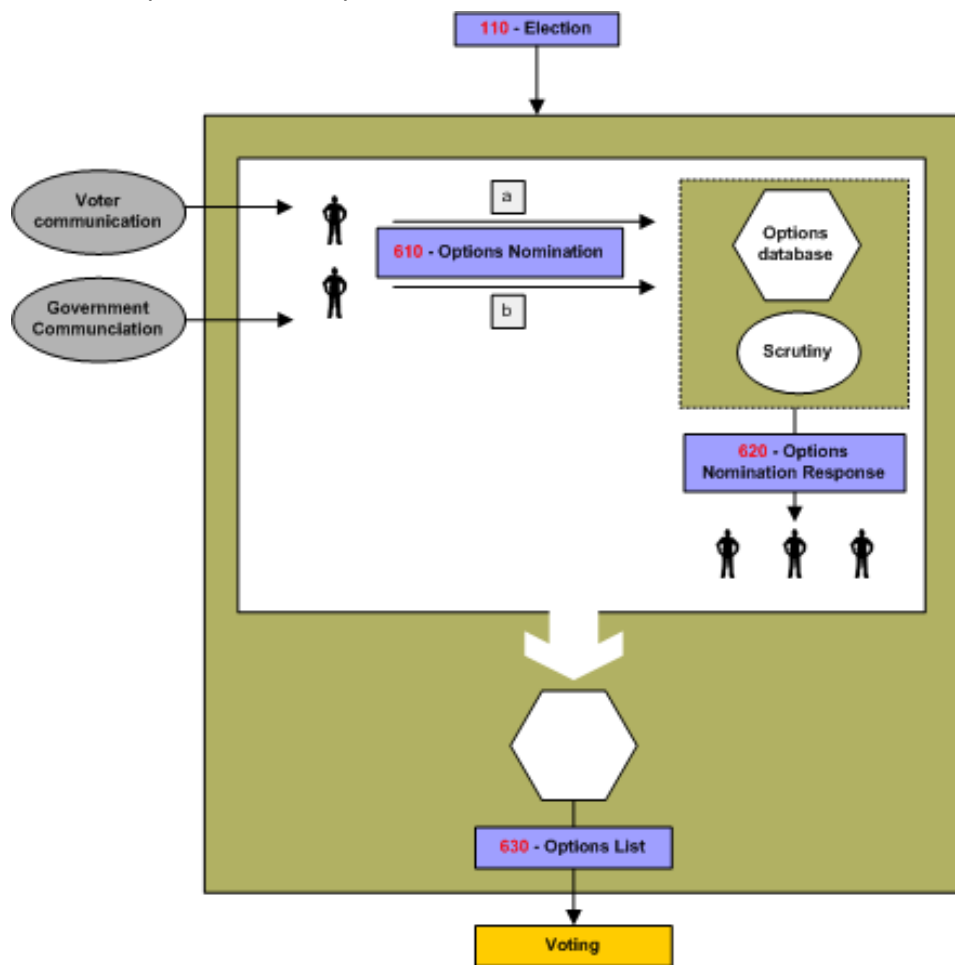 110 - Election
Voter
communication
Government
Communciation
a
610 - Options Nomination
b
Options
database
Scrutiny
620 - Options
Nomination Response
630 - Options List
Voting